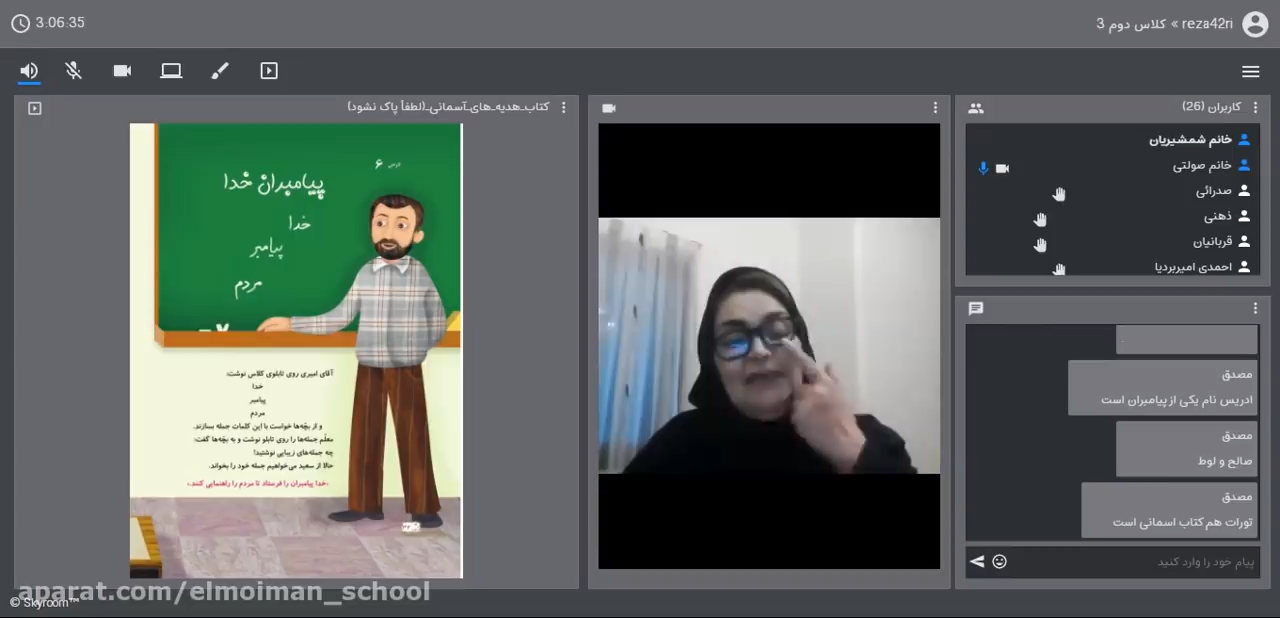 3:06:35
reza42ri » کلاس دوم 3
کتاب_هدیه_های_آسمانی_(لطفاً پاک نشود)
درس ۶
پیامبران خدا
خدا
پیامبر
مردم
آقای امیری روی تابلوی کلاس نوشت:
خدا
پیامبر
مردم
و از بچّه‌ها خواست با این کلمات جمله بسازند.
معلّم جمله‌ها را روی تابلو نوشت و به بچّه‌ها گفت:
چه جمله‌های زیبایی نوشتید!
حالا از سعید می‌خواهیم جمله خود را بخواند.
«خدا پیامبران را فرستاد تا مردم را راهنمایی کنند.»
کاربران (26)
خانم شمشیریان
خانم صولتی
صدرائی
ذهنی
قربانیان
احمدی امیربردیا
.
مصدق
ادریس نام یکی از پیامبران است
مصدق
صالح و لوط
مصدق
تورات هم کتاب اسمانی است
پیام خود را وارد کنید
aparat.com/elmoiman_school
© Skyroom™